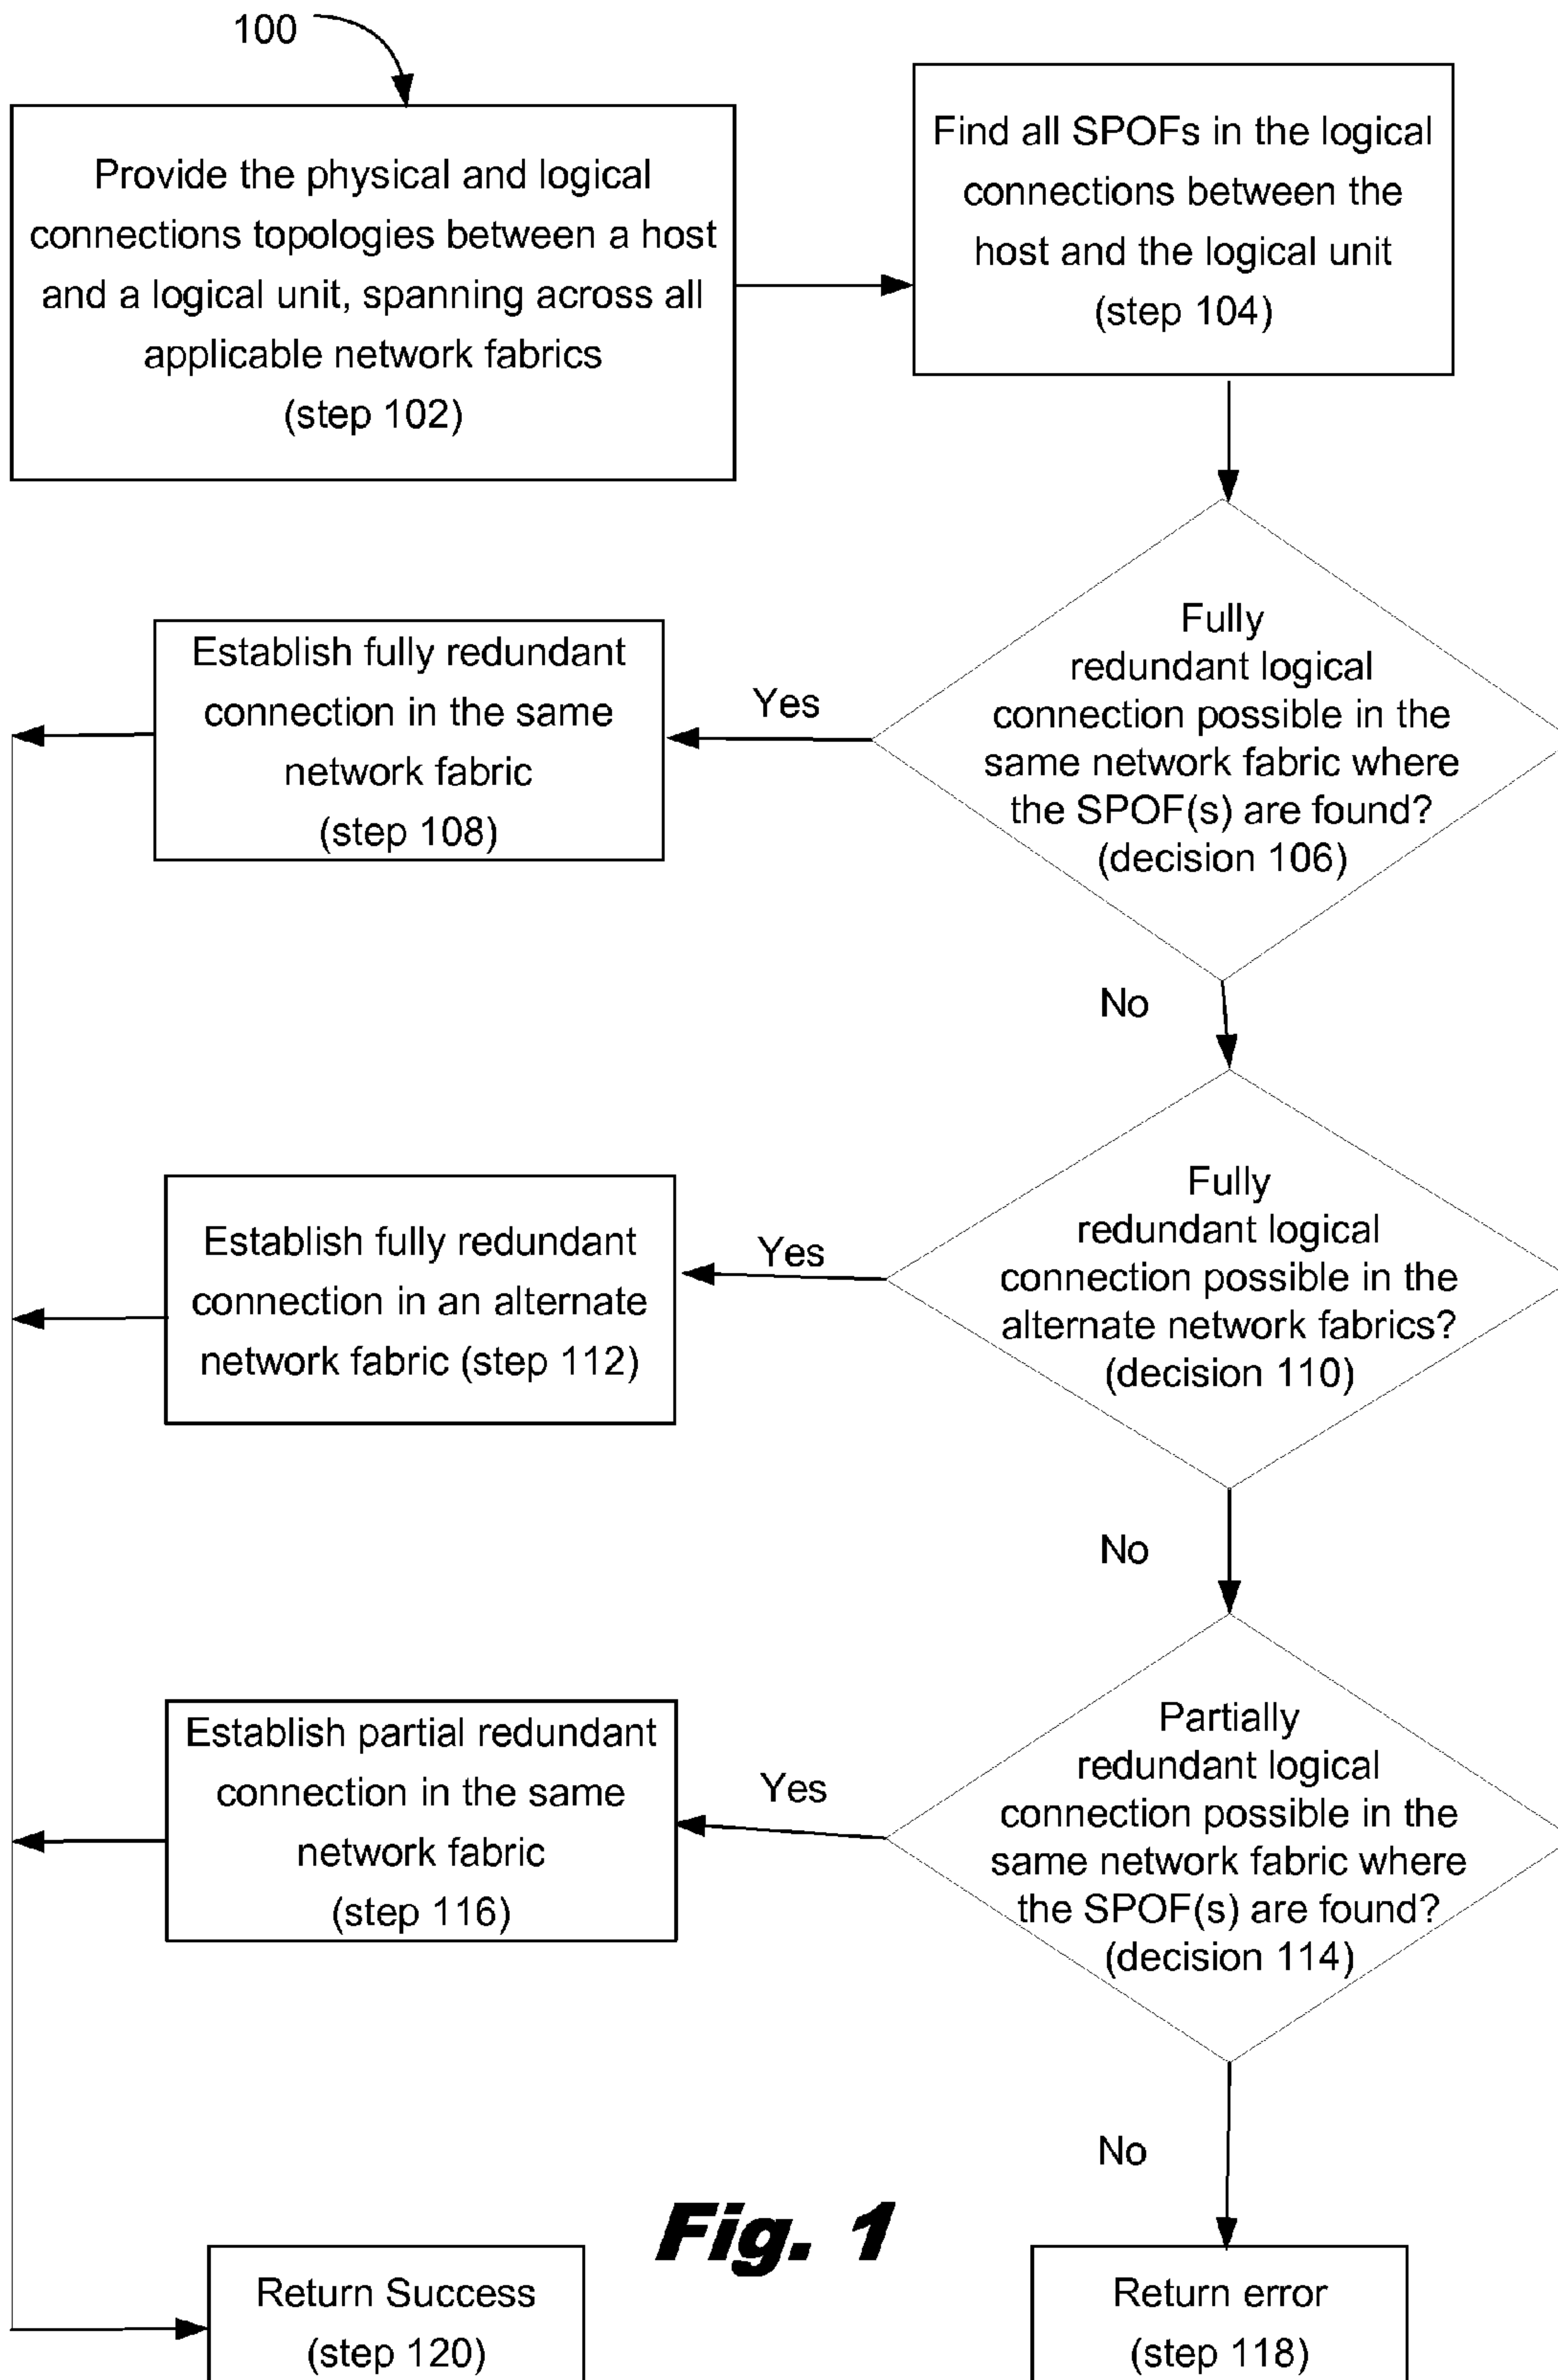 100
Provide the physical and logical
connections topologies between a host
and a logical unit, spanning across all
applicable network fabrics
(step 102)
Find all SPOFs in the logical
connections between the
host and the logical unit
(step 104)
Fully
redundant logical
connection possible in the
same network fabric where
the SPOF(s) are found?
(decision 106)
Yes
Establish fully redundant
connection in the same
network fabric
(step 108)
No
Fully
redundant logical
connection possible in the
alternate network fabrics?
(decision 110)
Yes
Establish fully redundant
connection in an alternate
network fabric (step 112)
No
Partially
redundant logical
connection possible in the
same network fabric where
the SPOF(s) are found?
(decision 114)
Yes
Establish partial redundant
connection in the same
network fabric
(step 116)
No
Fig. 1
Return Success
(step 120)
Return error
(step 118)